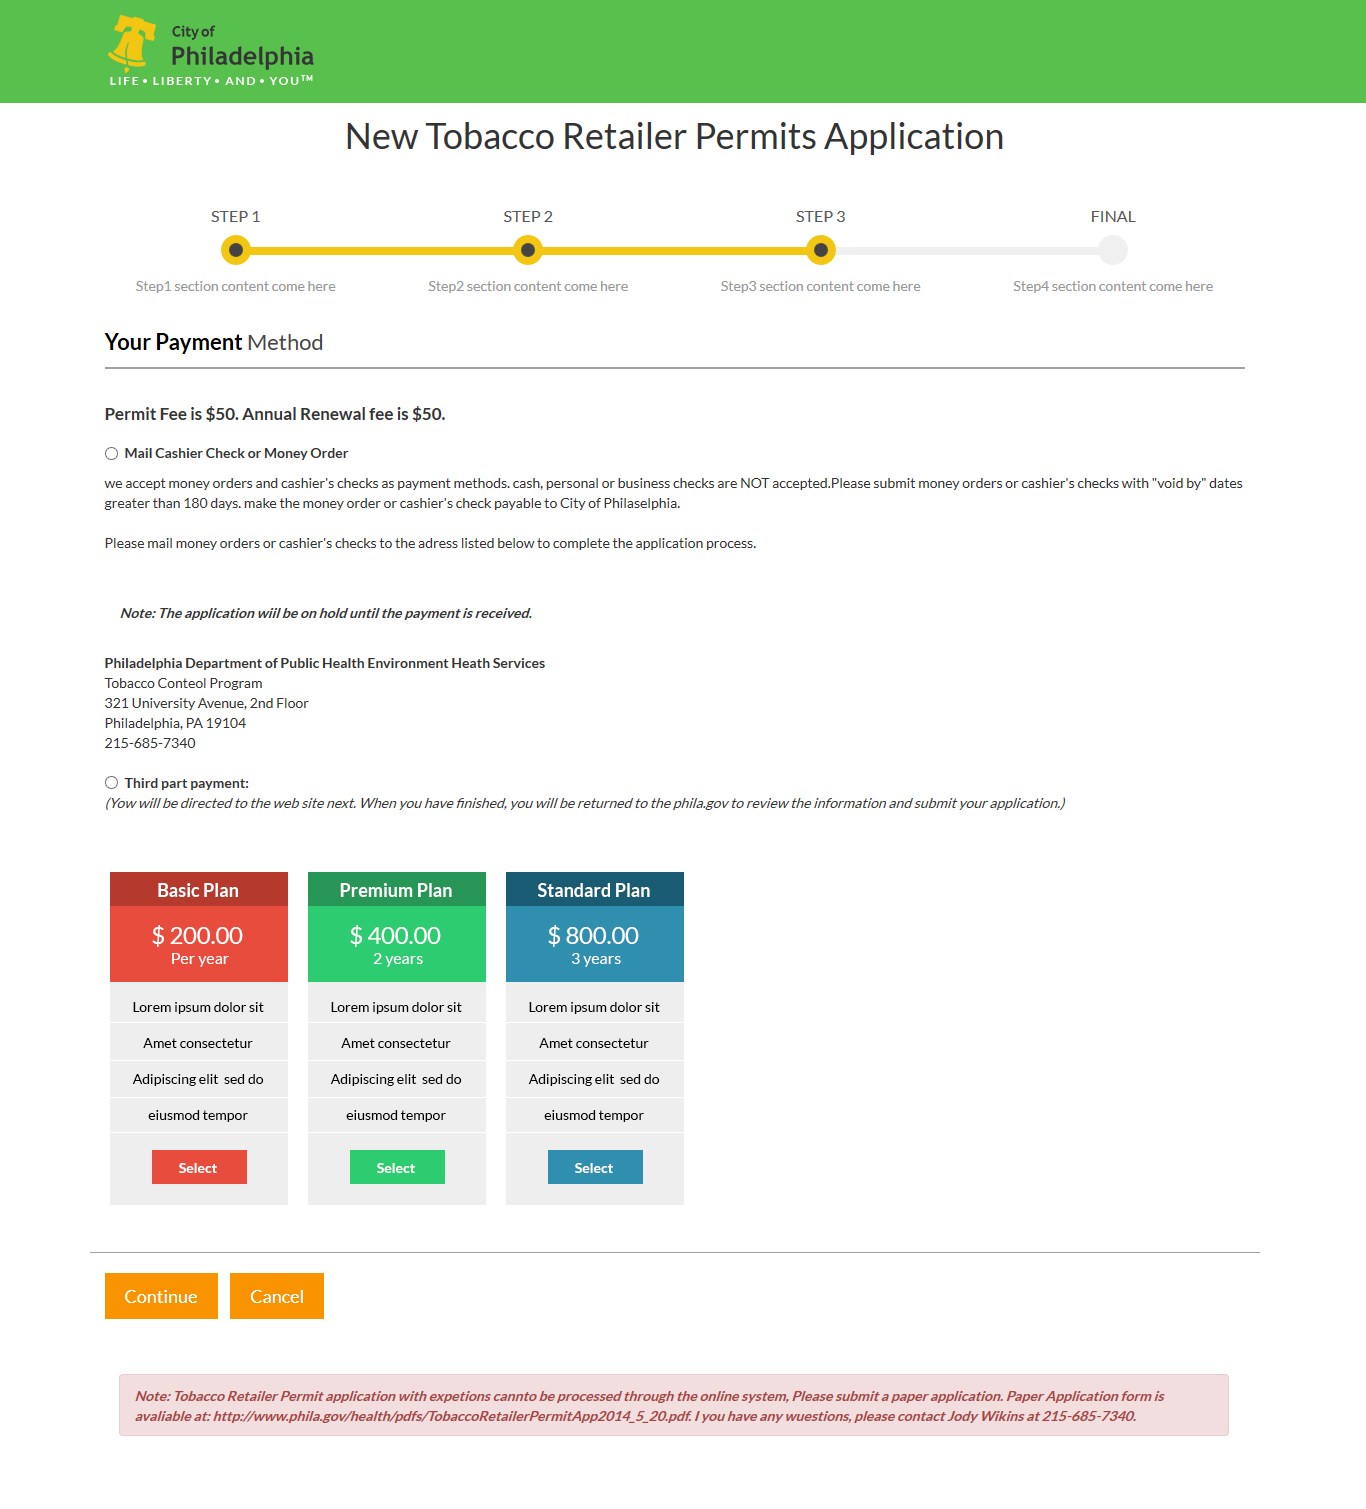 City of
Philadelphia
LIFE • LIBERTY • AND • YOU™
New Tobacco Retailer Permits Application
STEP 1 STEP 2 STEP 3 FINAL
Step1 section content come here Step2 section content come here Step3 section content come here Step4 section content come here
Your Payment Method
Permit Fee is $50. Annual Renewal fee is $50.
Mail Cashier Check or Money Order
we accept money orders and cashier's checks as payment methods. cash, personal or business checks are NOT accepted.Please submit money orders or cashier's checks with "void by" dates
greater than 180 days. make the money order or cashier's check payable to City of Philaselphia.
Please mail money orders or cashier's checks to the adress listed below to complete the application process.
Note: The application wiil be on hold until the payment is received.
Philadelphia Department of Public Health Environment Heath Services
Tobacco Conteol Program
321 University Avenue, 2nd Floor
Philadelphia, PA 19104
215-685-7340
Third part payment:
(Yow will be directed to the web site next. When you have finished, you will be returned to the phila.gov to review the information and submit your application.)
Basic Plan Premium Plan Standard Plan
$ 200.00 $ 400.00 $ 800.00
Per year 2 years 3 years
Lorem ipsum dolor sit Lorem ipsum dolor sit Lorem ipsum dolor sit
Amet consectetur Amet consectetur Amet consectetur
Adipiscing elit sed do Adipiscing elit sed do Adipiscing elit sed do
eiusmod tempor eiusmod tempor eiusmod tempor
Select Select Select
Continue Cancel
Note: Tobacco Retailer Permit application with expetions cannto be processed through the online system, Please submit a paper application. Paper Application form is
avaliable at: http://www.phila.gov/health/pdfs/TobaccoRetailerPermitApp2014_5_20.pdf. I you have any wuestions, please contact Jody Wikins at 215-685-7340.